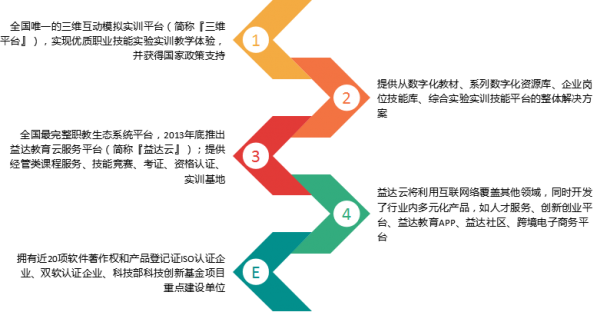 全国唯一的三维互动模拟实训平台（简称『三维
平台』），实现优质职业技能实验实训教学体验，
并获得国家政策支持
1
2
提供从数字化教材、系列数字化资源库、企业岗
位技能库、综合实验实训技能平台的整体解决方
案
全国最完整职教生态系统平台，2013年底推出
益达教育云服务平台（简称『益达云』）；提供
经管类课程服务、技能竞赛、考证、资格认证、
实训基地
3
4
益达云将利用互联网络覆盖其他领域，同时开发
了行业内多元化产品，如人才服务、创新创业平
台、益达教育APP、益达社区、跨境电子商务平
台
拥有近20项软件著作权和产品登记证ISO认证企
业、双软认证企业、科技部科技创新基金项目
重点建设单位
E